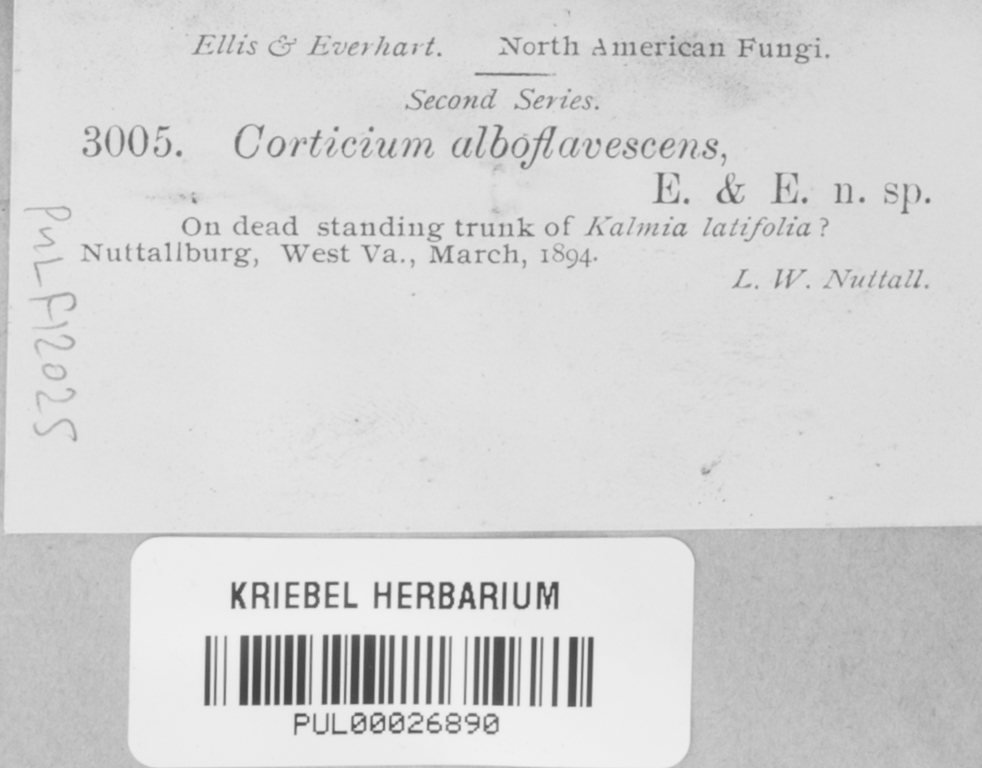 Ellis & Everhart. North American Fungi.
Second Series.
3005. Corticium alboflavescens,
E. & E. n. sp.
On dead standing trunk of Kalmia latifolia?
Nuttallburg, West Va., March, 1894.
L. W. Nuttall.
PUL F12025
KRIEBEL HERBARIUM
PUL00026890